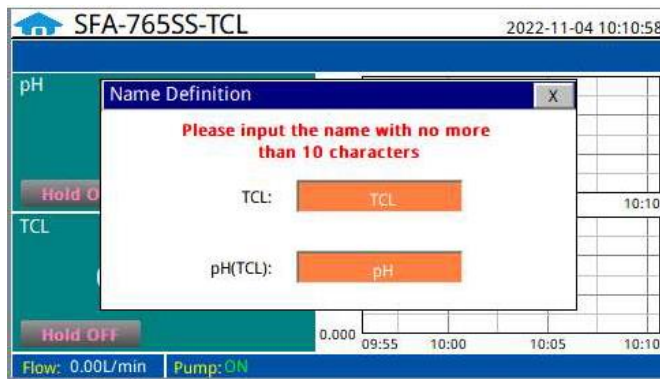 SFA-765SS-TCL 2022-11-04 10:10:58
pH
Name Definition X
Please input the name with no more
than 10 characters
Hold O
TCL: TCL
10:10
TCL
pH(TCL): pH
Hold OFF
0.000
09:55 10:00 10:05 10:10
Flow: 0.00L/min Pump:ON